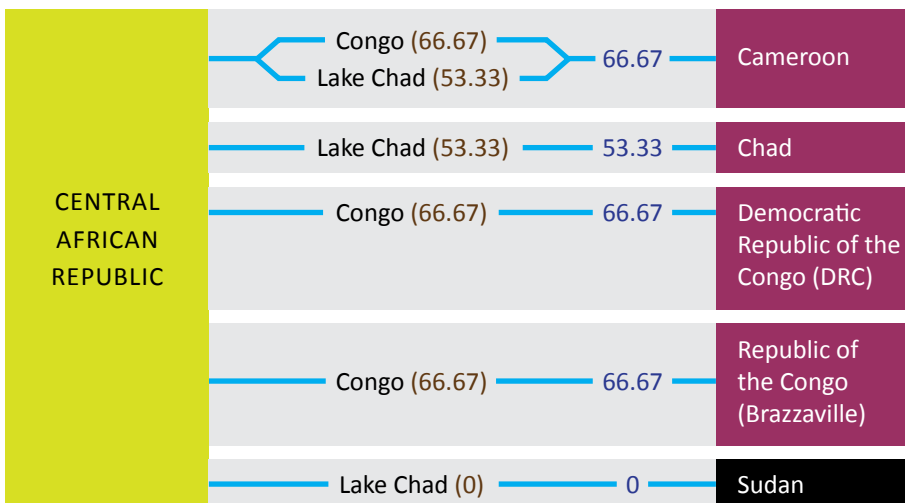 CENTRAL
AFRICAN
REPUBLIC
Congo (66.67)
Lake Chad (53.33)
66.67
Cameroon
Lake Chad (53.33)
53.33
Chad
Congo (66.67)
66.67
Democratic
Republic of the
Congo (DRC)
Congo (66.67)
66.67
Republic of
the Congo
(Brazzaville)
Lake Chad (0)
0
Sudan